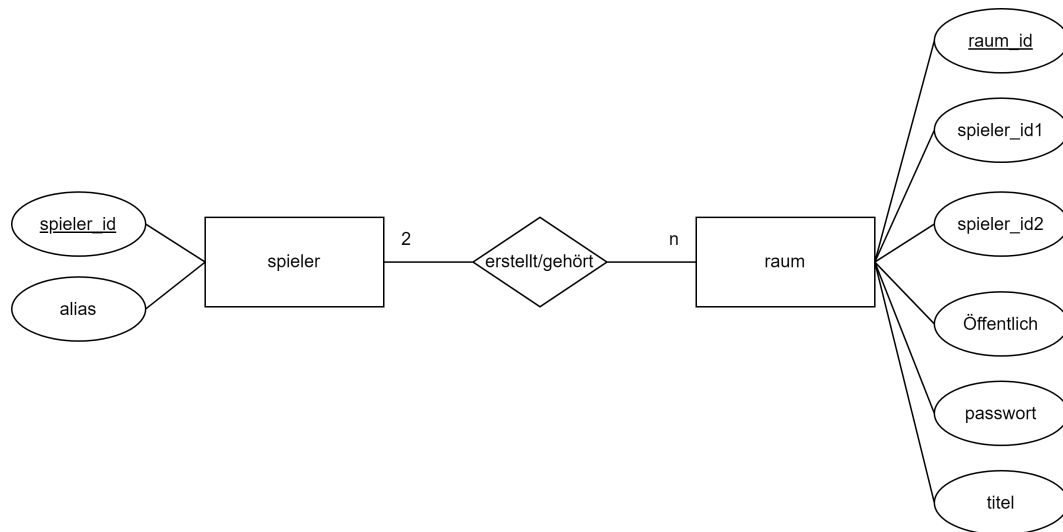 raum_id
spieler_id1
spieler_id
spieler_id2
2
n
spieler
erstellt/gehört
raum
alias
Öffentlich
passwort
titel